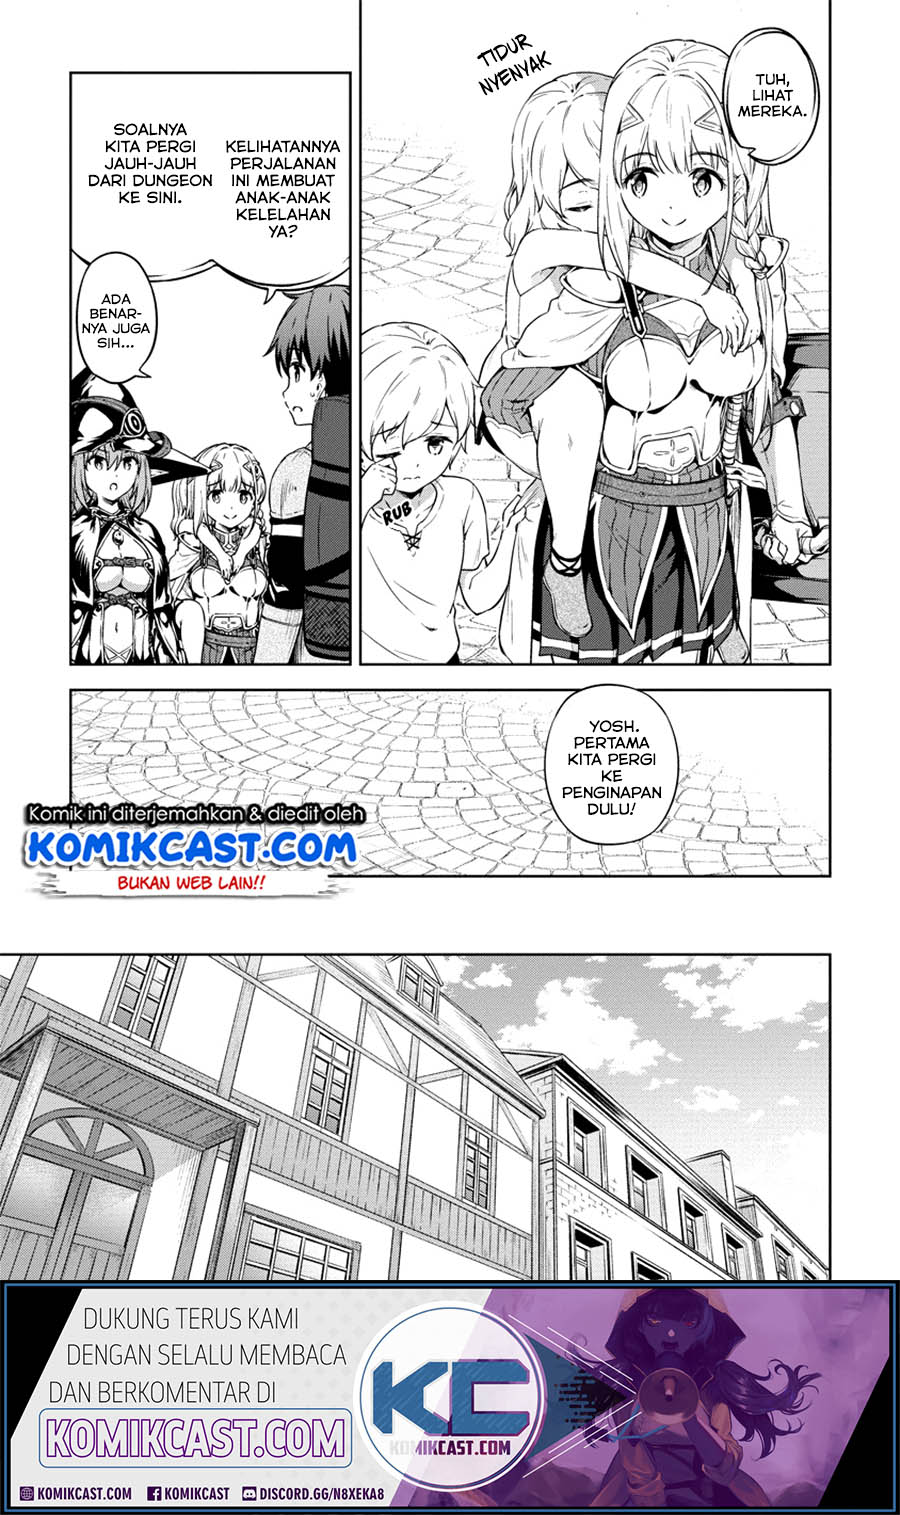 TUH,
LIHAT
MEREKA.
TIDUR
NYENYAK
RUB
KELIHATANNYA
PERJALANAN
INI MEMBUAT
ANAK-ANAK
KELELAHAN
YA?
SOALNYA
KITA PERGI
JAUH-JAUH
DARI DUNGEON
KE SINI.
ADA
BENAR-
NYA JUGA
SIH...
YOSH.
PERTAMA
KITA PERGI
KE
PENGINAPAN
DULU!
Komik ini diterjemahkan & diedit oleh
KOMIKCAST.COM
BUKAN WEB LAIN!!
DUKUNG TERUS KAMI
DENGAN SELALU MEMBACA
DAN BERKOMENTAR DI
KOMIKCAST.COM
KC
KOMIKCAST.COM
KOMIKCAST.COM KOMIKCAST DISCORD.GG/N8XEKA8